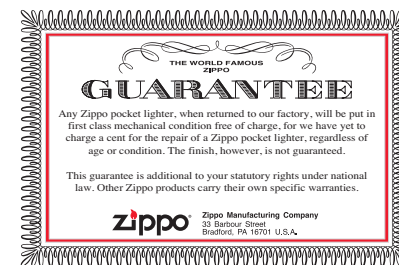 THE WORLD FAMOUS
ZIPPO
GUARANTEE
Any Zippo pocket lighter, when returned to our factory, will be put in
first class mechanical condition free of charge, for we have yet to
charge a cent for the repair of a Zippo pocket lighter, regardless of
age or condition. The finish, however, is not guaranteed.
This guarantee is additional to your statutory rights under national
law. Other Zippo products carry their own specific warranties.
zippo® Zippo Manufacturing Company
33 Barbour Street
Bradford, PA 16701 U.S.A.